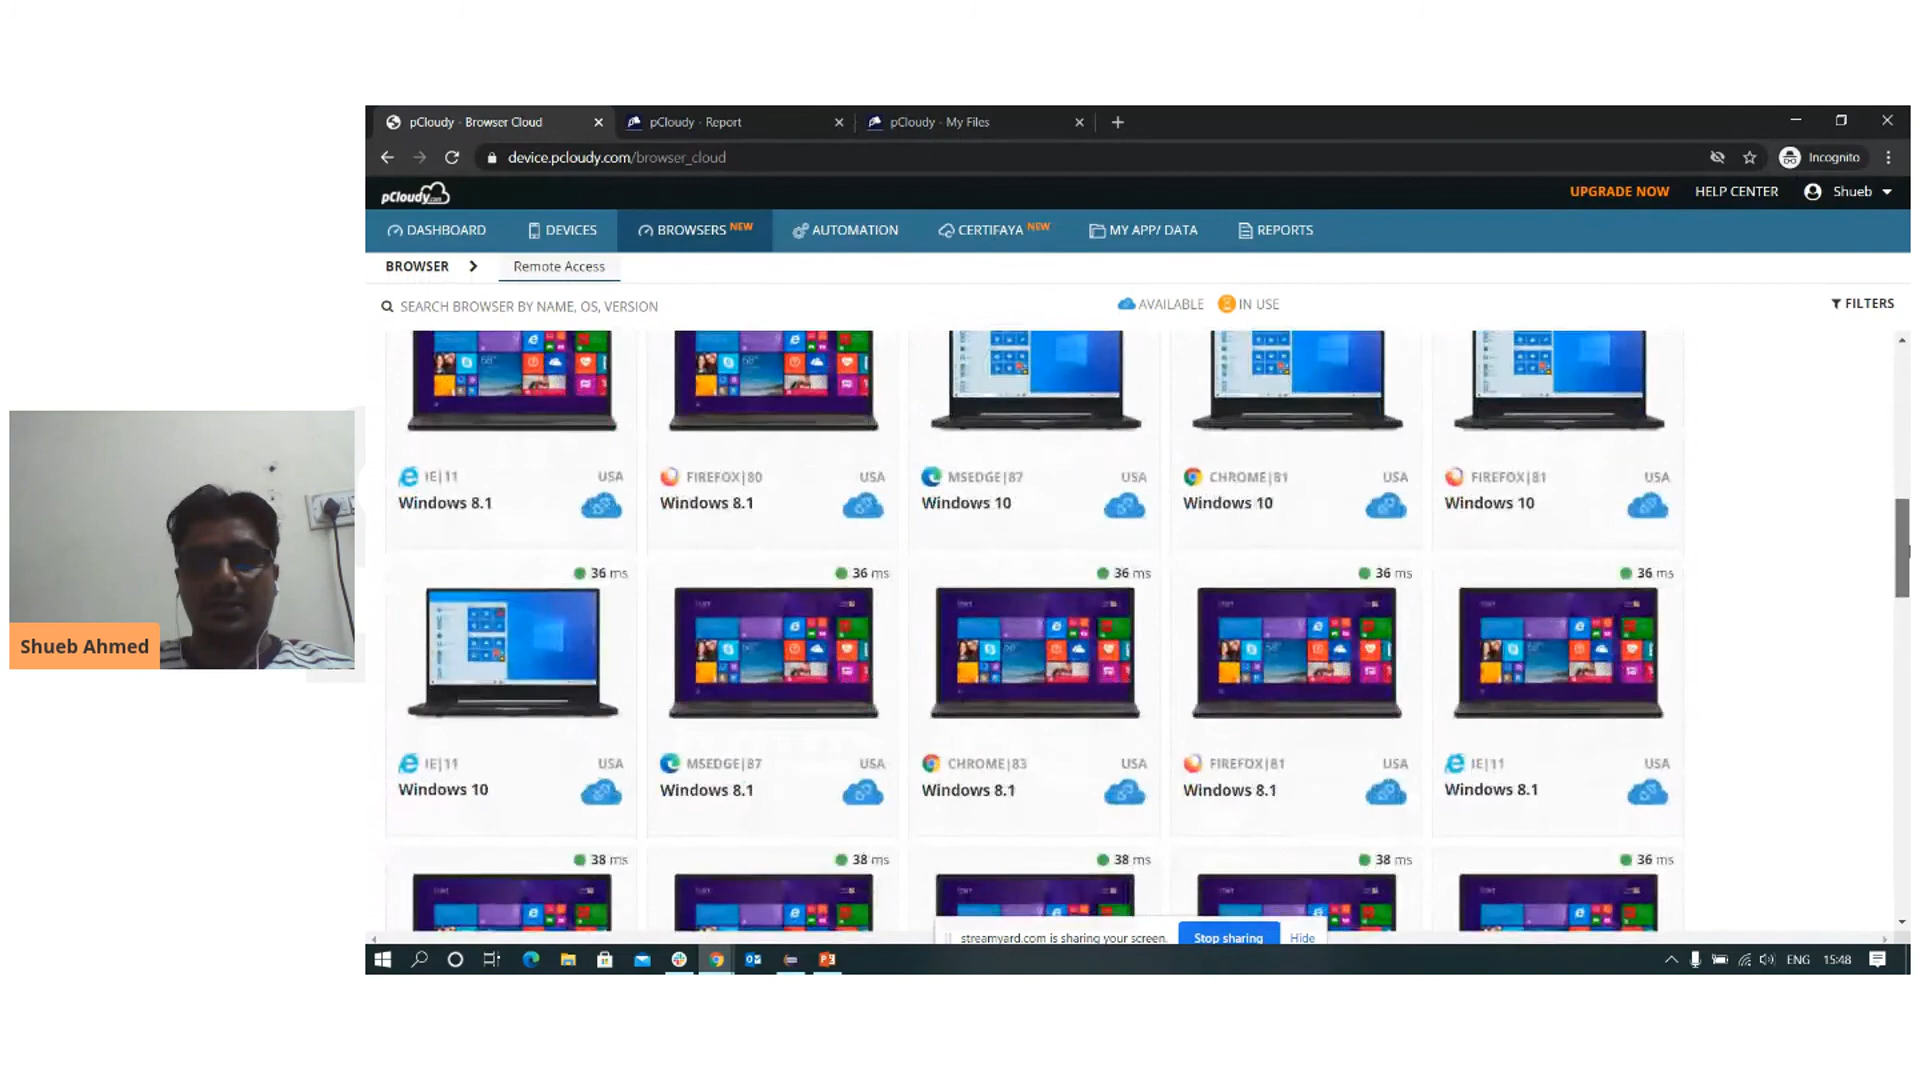 pCloudy - Browser Cloud
pCloudy - Report
pCloudy - My Files
device.pcloudy.com/browser_cloud
Incognito
pCloudy.com
UPGRADE NOW
HELP CENTER
Shueb
DASHBOARD
DEVICES
BROWSERS NEW
AUTOMATION
CERTIFAYA NEW
MY APP/ DATA
REPORTS
BROWSER
Remote Access
SEARCH BROWSER BY NAME, OS, VERSION
AVAILABLE
IN USE
FILTERS
IE|11 USA
Windows 8.1
FIREFOX|80 USA
Windows 8.1
MSEDGE|87 USA
Windows 10
CHROME|81 USA
Windows 10
FIREFOX|81 USA
Windows 10
36 ms
36 ms
36 ms
36 ms
36 ms
IE|11 USA
Windows 10
MSEDGE|87 USA
Windows 8.1
CHROME|83 USA
Windows 8.1
FIREFOX|81 USA
Windows 8.1
IE|11 USA
Windows 8.1
38 ms
38 ms
38 ms
38 ms
36 ms
streamyard.com is sharing your screen.
Stop sharing
Hide
ENG
15:48
Shueb Ahmed